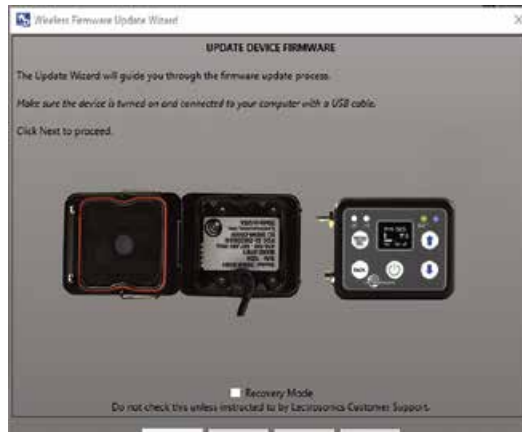 Wireless Firmware Update Wizard
UPDATE DEVICE FIRMWARE
The Update Wizard will guide you through the firmware update process.
Make sure the device is turned on and connected to your computer with a USB cable.
Click Next to proceed.
BACK
Recovery Mode
Do not check this unless instructed to by Lectrosonics Customer Support.